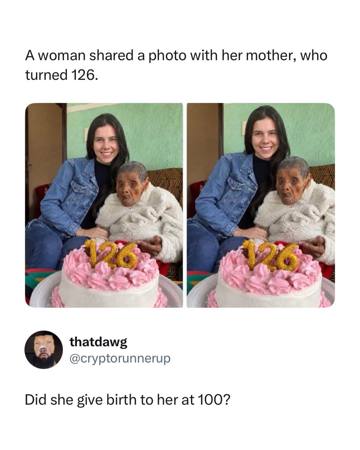 A woman shared a photo with her mother, who
turned 126.
126
126
thatdawg
@cryptorunnerup
Did she give birth to her at 100?